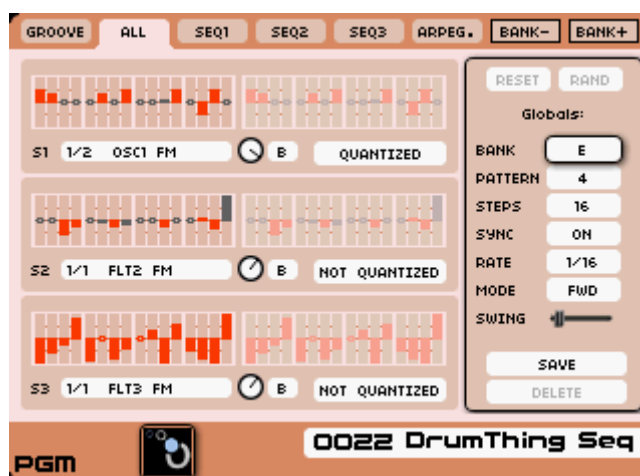 GROOVE ALL SEQ1 SEQ2 SEQ3 ARPEG. BANK- BANK+
RESET RAND
Globals:
BANK E
PATTERN 4
STEPS 16
SYNC ON
RATE 1/16
MODE FWD
SWING
SAVE
DELETE
S1 1/2 OSC1 FM B QUANTIZED
S2 1/1 FLT2 FM B NOT QUANTIZED
S3 1/1 FLT3 FM B NOT QUANTIZED
PGM 0022 DrumThing Seq